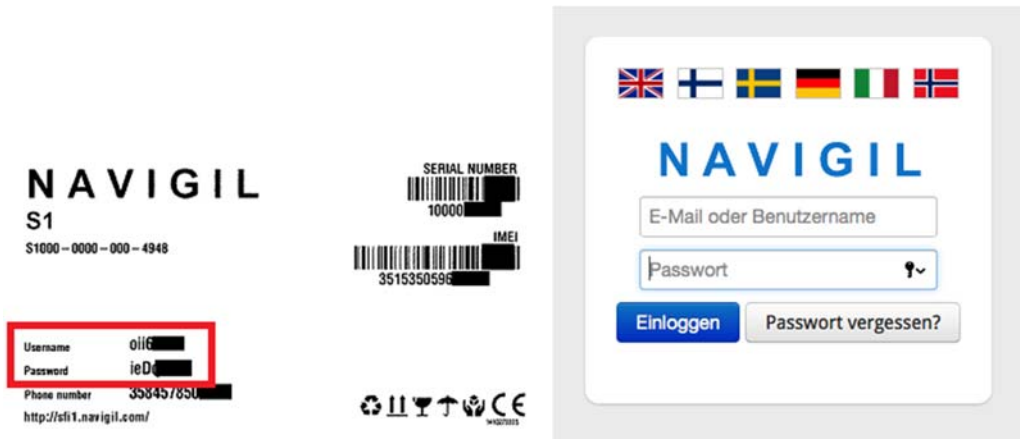 NAVIGIL
S1
S1000-0000-000-4948
SERIAL NUMBER
10000
IMEI
3515350596
Username oii6
Password ieD
Phone number 358457850
http://sfi1.navigil.com/
CE
NAVIGIL
E-Mail oder Benutzername
Passwort
Einloggen Passwort vergessen?